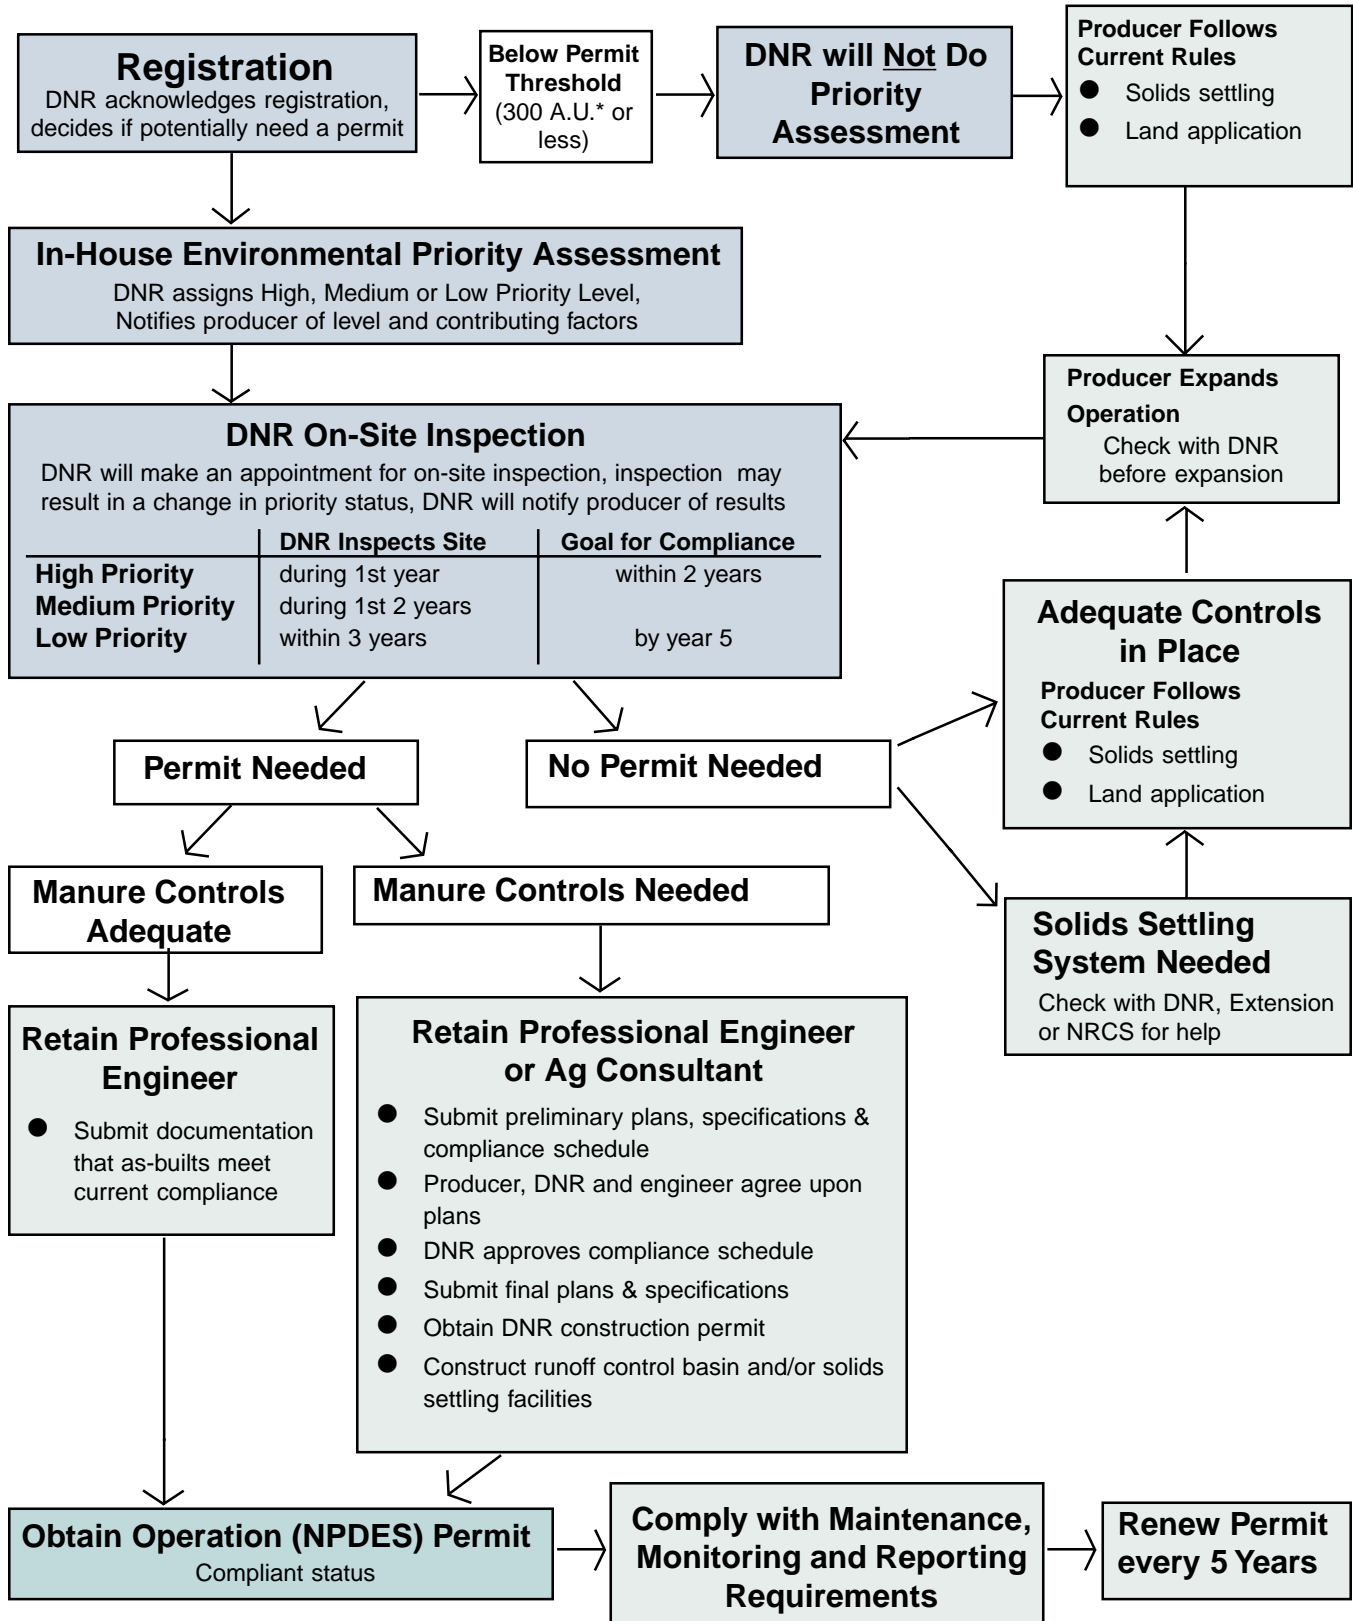 Registration
DNR acknowledges registration,
decides if potentially need a permit
Below Permit
Threshold
(300 A.U.* or
less)
DNR will Not Do
Priority
Assessment
Producer Follows
Current Rules
● Solids settling
● Land application
In-House Environmental Priority Assessment
DNR assigns High, Medium or Low Priority Level,
Notifies producer of level and contributing factors
Producer Expands
Operation
Check with DNR
before expansion
DNR On-Site Inspection
DNR will make an appointment for on-site inspection, inspection may
result in a change in priority status, DNR will notify producer of results
DNR Inspects Site Goal for Compliance
High Priority during 1st year within 2 years
Medium Priority during 1st 2 years
Low Priority within 3 years by year 5
Adequate Controls
in Place
Producer Follows
Current Rules
● Solids settling
● Land application
Permit Needed
No Permit Needed
Manure Controls
Adequate
Manure Controls Needed
Solids Settling
System Needed
Check with DNR, Extension
or NRCS for help
Retain Professional
Engineer
● Submit documentation
that as-builts meet
current compliance
Retain Professional Engineer
or Ag Consultant
● Submit preliminary plans, specifications &
compliance schedule
● Producer, DNR and engineer agree upon
plans
● DNR approves compliance schedule
● Submit final plans & specifications
● Obtain DNR construction permit
● Construct runoff control basin and/or solids
settling facilities
Obtain Operation (NPDES) Permit
Compliant status
Comply with Maintenance,
Monitoring and Reporting
Requirements
Renew Permit
every 5 Years